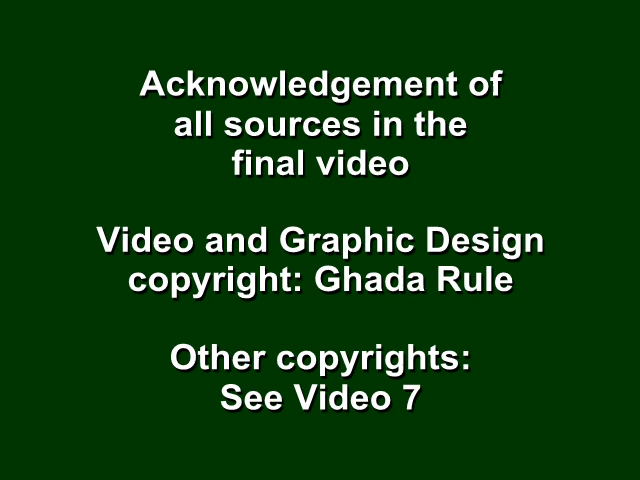 Acknowledgement of
all sources in the
final video
Video and Graphic Design
copyright: Ghada Rule
Other copyrights:
See Video 7